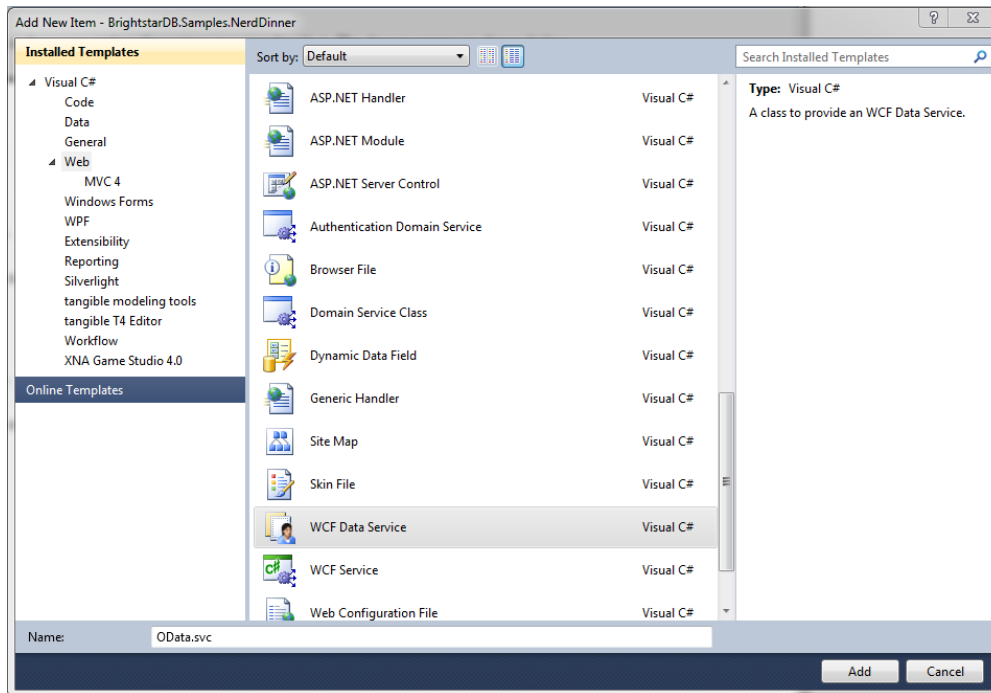 Add New Item - BrightstarDB.Samples.NerdDinner
Installed Templates
Visual C#
Code
Data
General
Web
MVC 4
Windows Forms
WPF
Extensibility
Reporting
Silverlight
tangible modeling tools
tangible T4 Editor
Workflow
XNA Game Studio 4.0
Online Templates
Sort by: Default
ASP.NET Handler Visual C#
ASP.NET Module Visual C#
ASP.NET Server Control Visual C#
Authentication Domain Service Visual C#
Browser File Visual C#
Domain Service Class Visual C#
Dynamic Data Field Visual C#
Generic Handler Visual C#
Site Map Visual C#
Skin File Visual C#
WCF Data Service Visual C#
WCF Service Visual C#
Web Configuration File Visual C#
Search Installed Templates
Type: Visual C#
A class to provide an WCF Data Service.
Name: OData.svc
Add Cancel